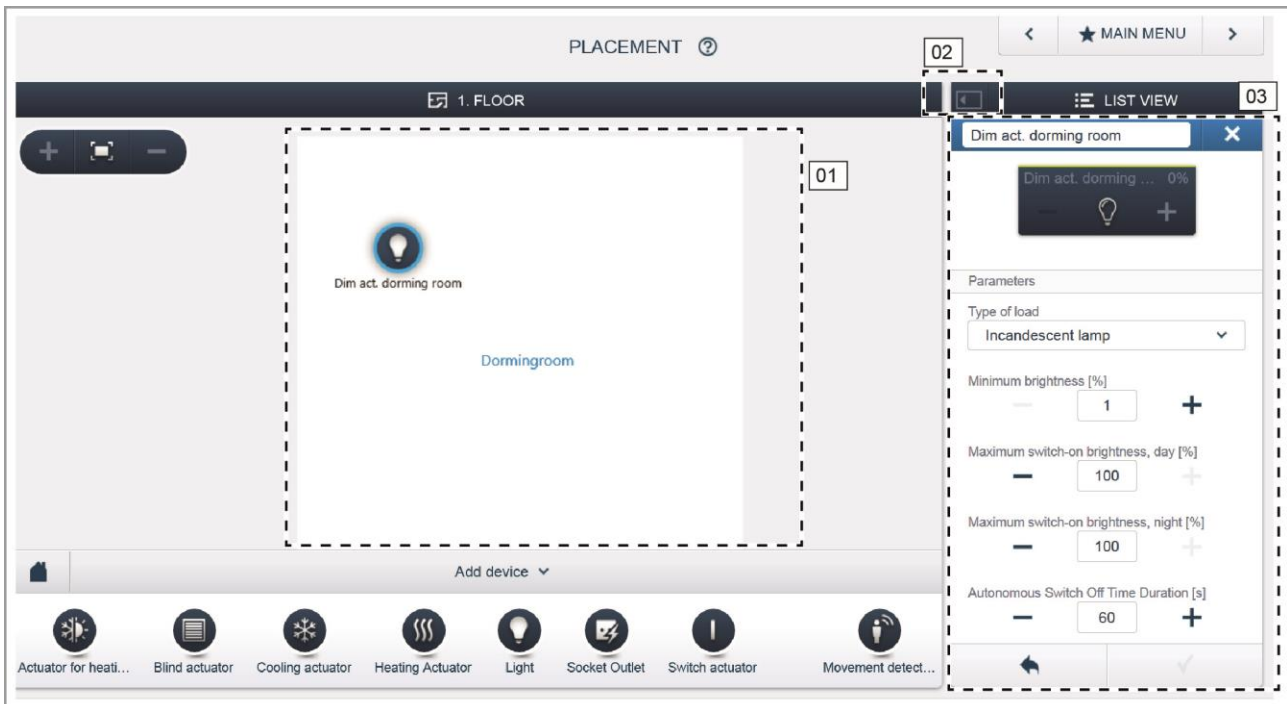 PLACEMENT ?
02
MAIN MENU
1. FLOOR
LIST VIEW
03
01
Dim act. dorming room
Dim act. dorming ... 0%
Dim act. dorming room
Dormingroom
Parameters
Type of load
Incandescent lamp
Minimum brightness [%]
1
Maximum switch-on brightness, day [%]
100
Maximum switch-on brightness, night [%]
100
Autonomous Switch Off Time Duration [s]
60
Add device
Actuator for heati...
Blind actuator
Cooling actuator
Heating Actuator
Light
Socket Outlet
Switch actuator
Movement detect...